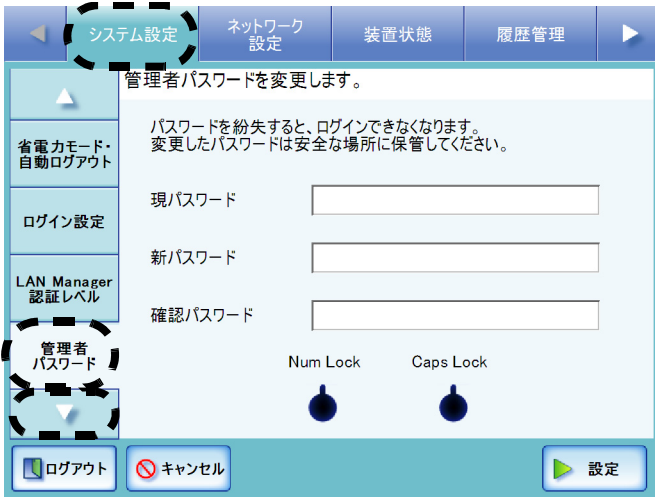 システム設定
ネットワーク
設定
装置状態
履歴管理
管理者パスワードを変更します。
省電力モード・
自動ログアウト
ログイン設定
LAN Manager
認証レベル
管理者
パスワード
パスワードを紛失すると、ログインできなくなります。
変更したパスワードは安全な場所に保管してください。
現パスワード
新パスワード
確認パスワード
Num Lock
Caps Lock
ログアウト
キャンセル
設定